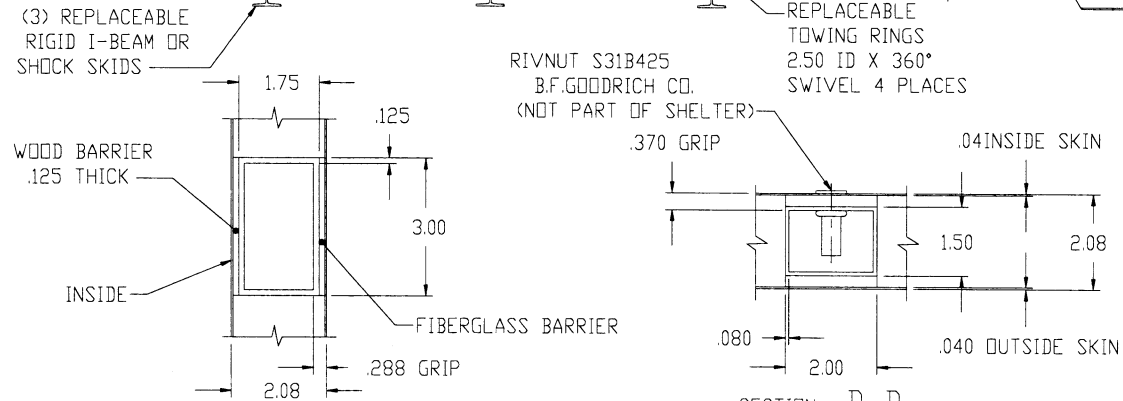 (3) REPLACEABLE
RIGID I-BEAM OR
SHOCK SKIDS
REPLACEABLE
TOWING RINGS
2.50 ID X 360°
SWIVEL 4 PLACES
RIVNUT S31B425
B.F.GOODRICH CO.
(NOT PART OF SHELTER)
1.75
.125
WOOD BARRIER
.125 THICK
3.00
INSIDE
FIBERGLASS BARRIER
.288 GRIP
2.08
.370 GRIP
.04INSIDE SKIN
1.50
2.08
.080
2.00
.040 OUTSIDE SKIN